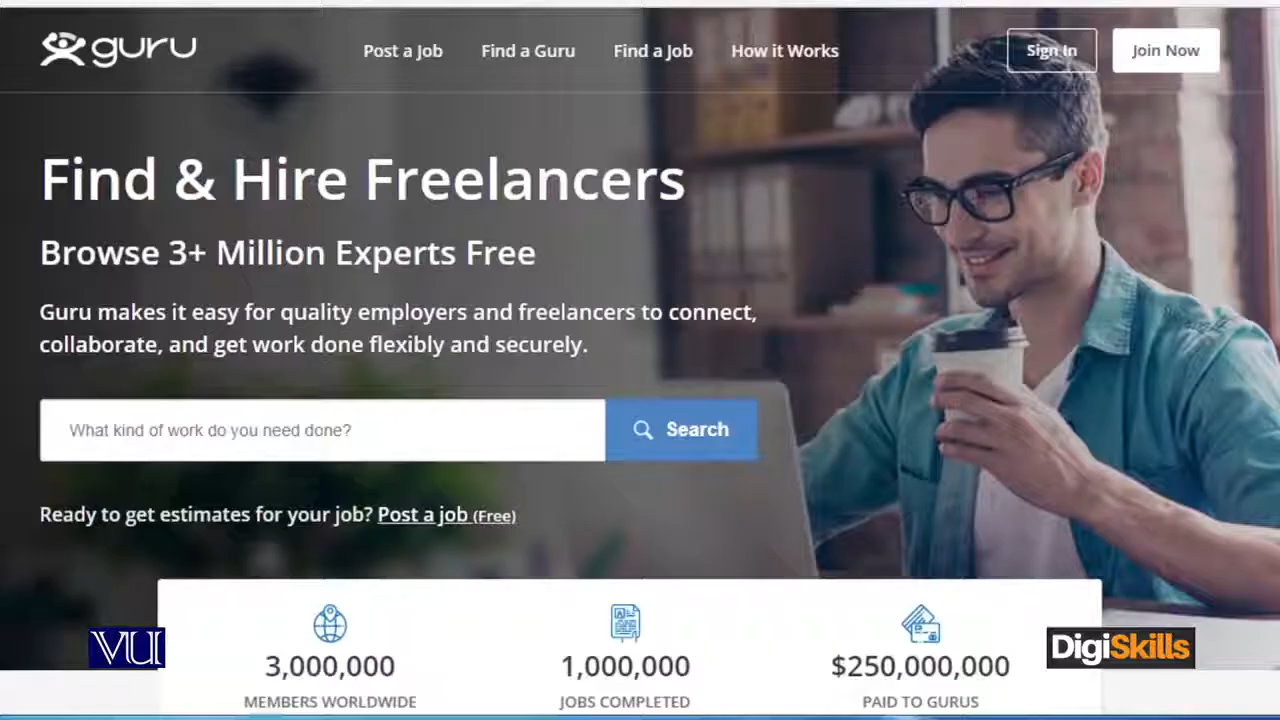 guru
Post a Job
Find a Guru
Find a Job
How it Works
Sign In
Join Now
Find & Hire Freelancers
Browse 3+ Million Experts Free
Guru makes it easy for quality employers and freelancers to connect,
collaborate, and get work done flexibly and securely.
What kind of work do you need done?
Search
Ready to get estimates for your job? Post a job (Free)
3,000,000
MEMBERS WORLDWIDE
1,000,000
JOBS COMPLETED
$250,000,000
PAID TO GURUS
VU
DigiSkills